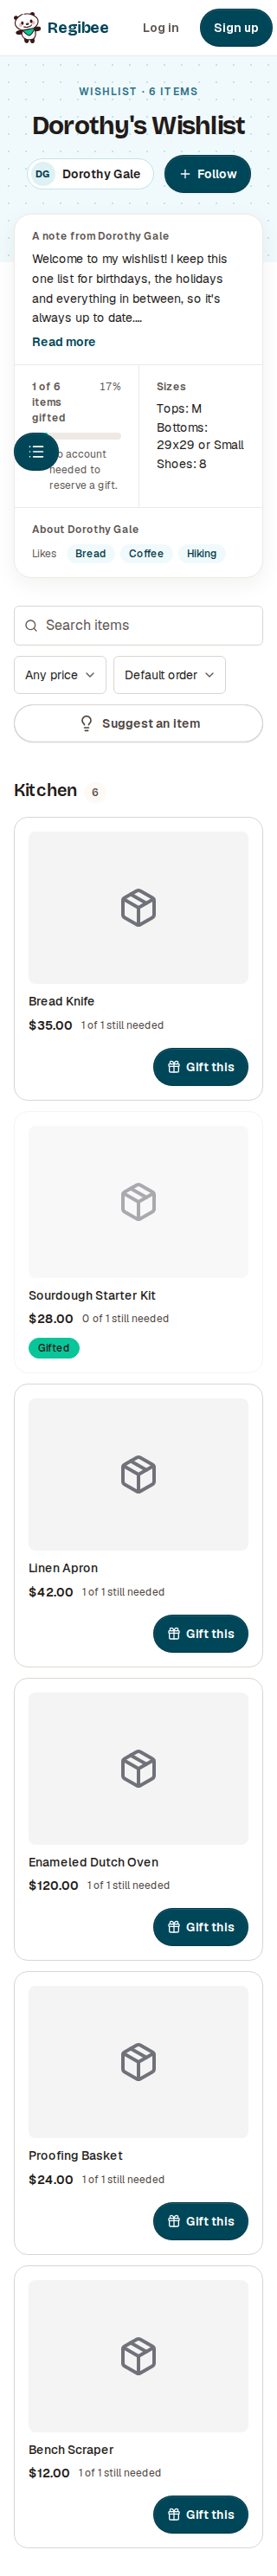 Regibee
Log in
Sign up
WISHLIST · 6 ITEMS
Dorothy's Wishlist
DG
Dorothy Gale
Follow
A note from Dorothy Gale
Welcome to my wishlist! I keep this
one list for birthdays, the holidays
and everything in between, so it's
always up to date.…
Read more
1 of 6
items
gifted
17%
account
needed to
reserve a gift.
Sizes
Tops: M
Bottoms:
29x29 or Small
Shoes: 8
About Dorothy Gale
Likes
Bread
Coffee
Hiking
Search items
Any price
Default order
Suggest an item
Kitchen
6
Bread Knife
$35.00 1 of 1 still needed
Gift this
Sourdough Starter Kit
$28.00 0 of 1 still needed
Gifted
Linen Apron
$42.00 1 of 1 still needed
Gift this
Enameled Dutch Oven
$120.00 1 of 1 still needed
Gift this
Proofing Basket
$24.00 1 of 1 still needed
Gift this
Bench Scraper
$12.00 1 of 1 still needed
Gift this